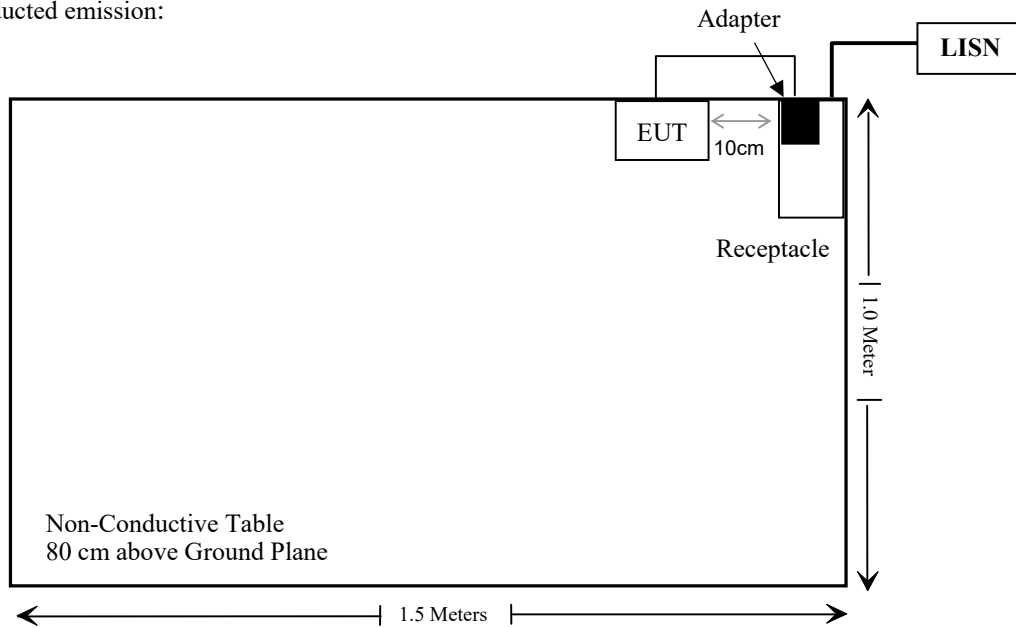 ducted emission:
Adapter
LISN
EUT
10cm
Receptacle
1.0 Meter
Non-Conductive Table
80 cm above Ground Plane
1.5 Meters